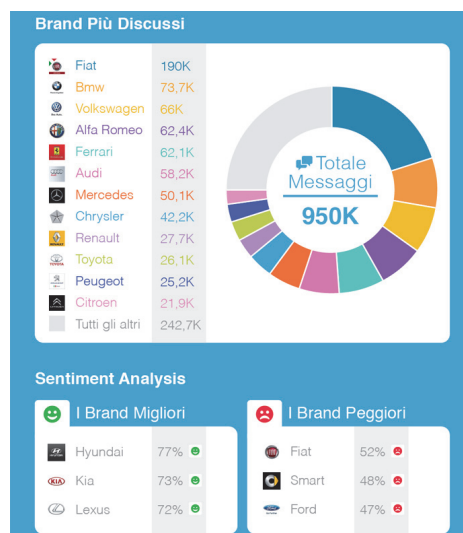 Brand Più Discussi
Fiat 190K
Bmw 73,7K
Volkswagen 66K
Alfa Romeo 62,4K
Ferrari 62,1K
Audi 58,2K
Mercedes 50,1K
Chrysler 42,2K
Renault 27,7K
Toyota 26,1K
Peugeot 25,2K
Citroen 21,9K
Tutti gli altri 242,7K
Totale
Messaggi
950K
Sentiment Analysis
I Brand Migliori
Hyundai 77%
KIA Kia 73%
Lexus 72%
I Brand Peggiori
Fiat 52%
Smart 48%
Ford 47%